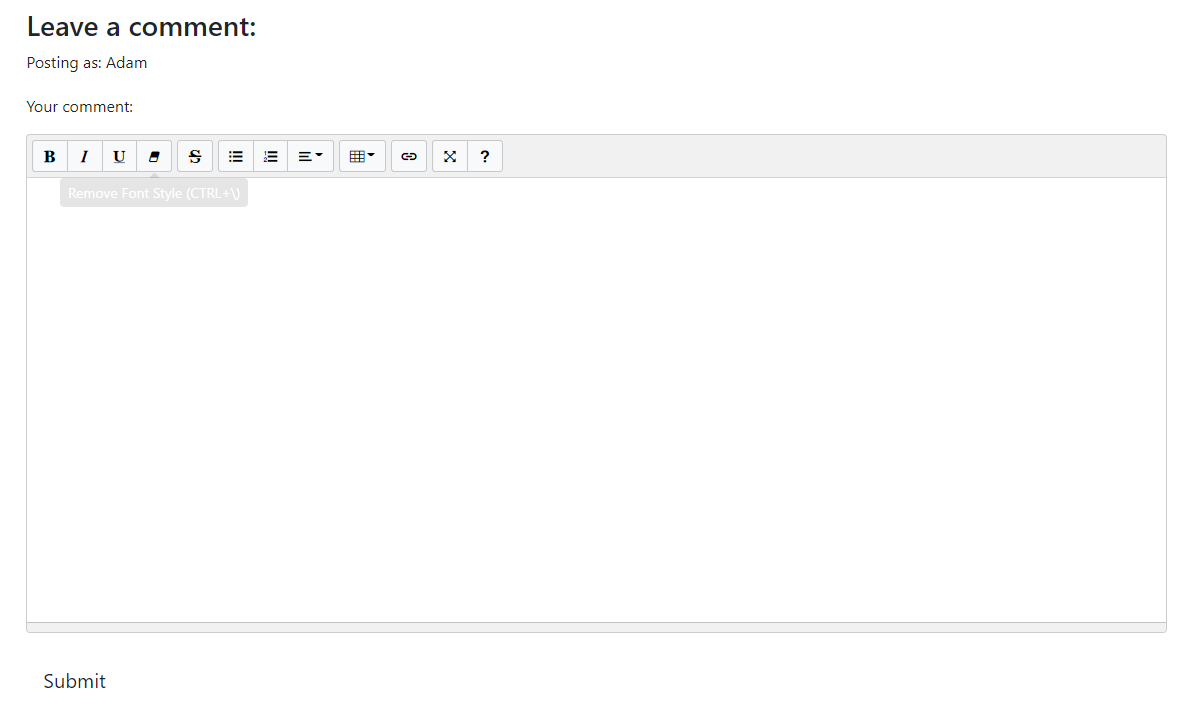 Leave a comment:
Posting as: Adam
Your comment:
B I U S ?
Remove Font Style (CTRL+\)
Submit